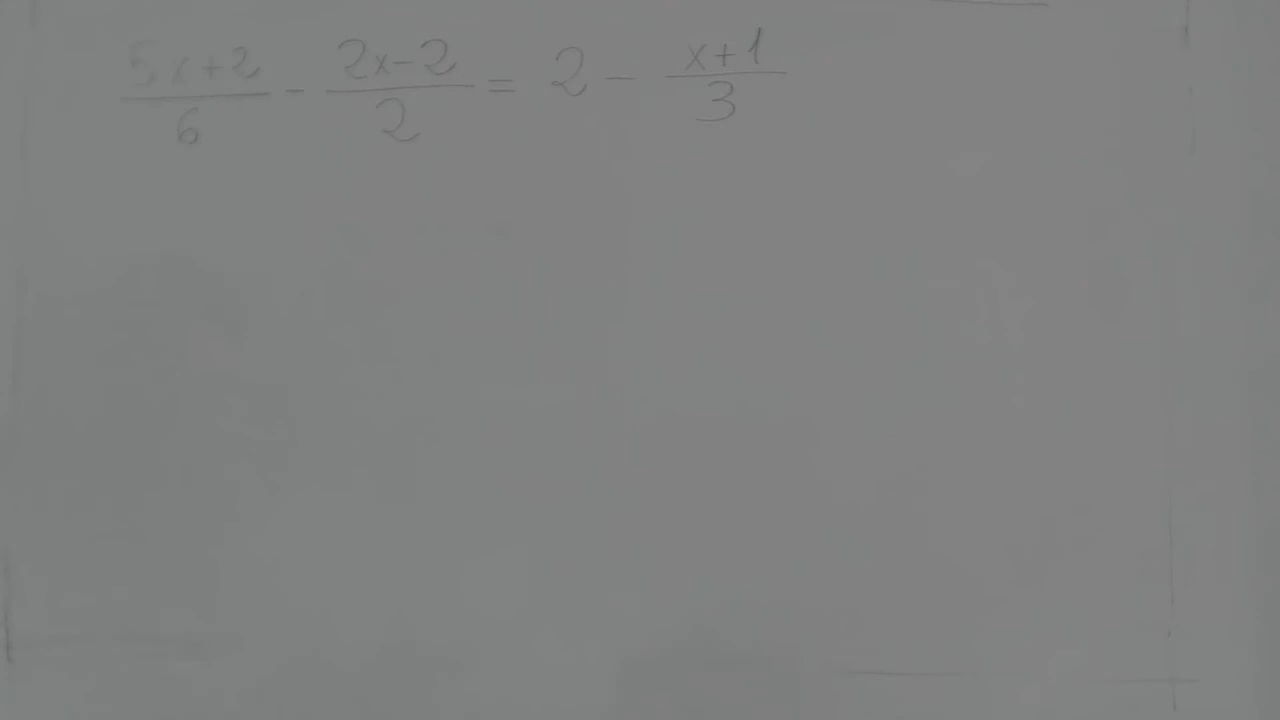 (5x+2)/6 - (2x-2)/2 = 2 - (x+1)/3